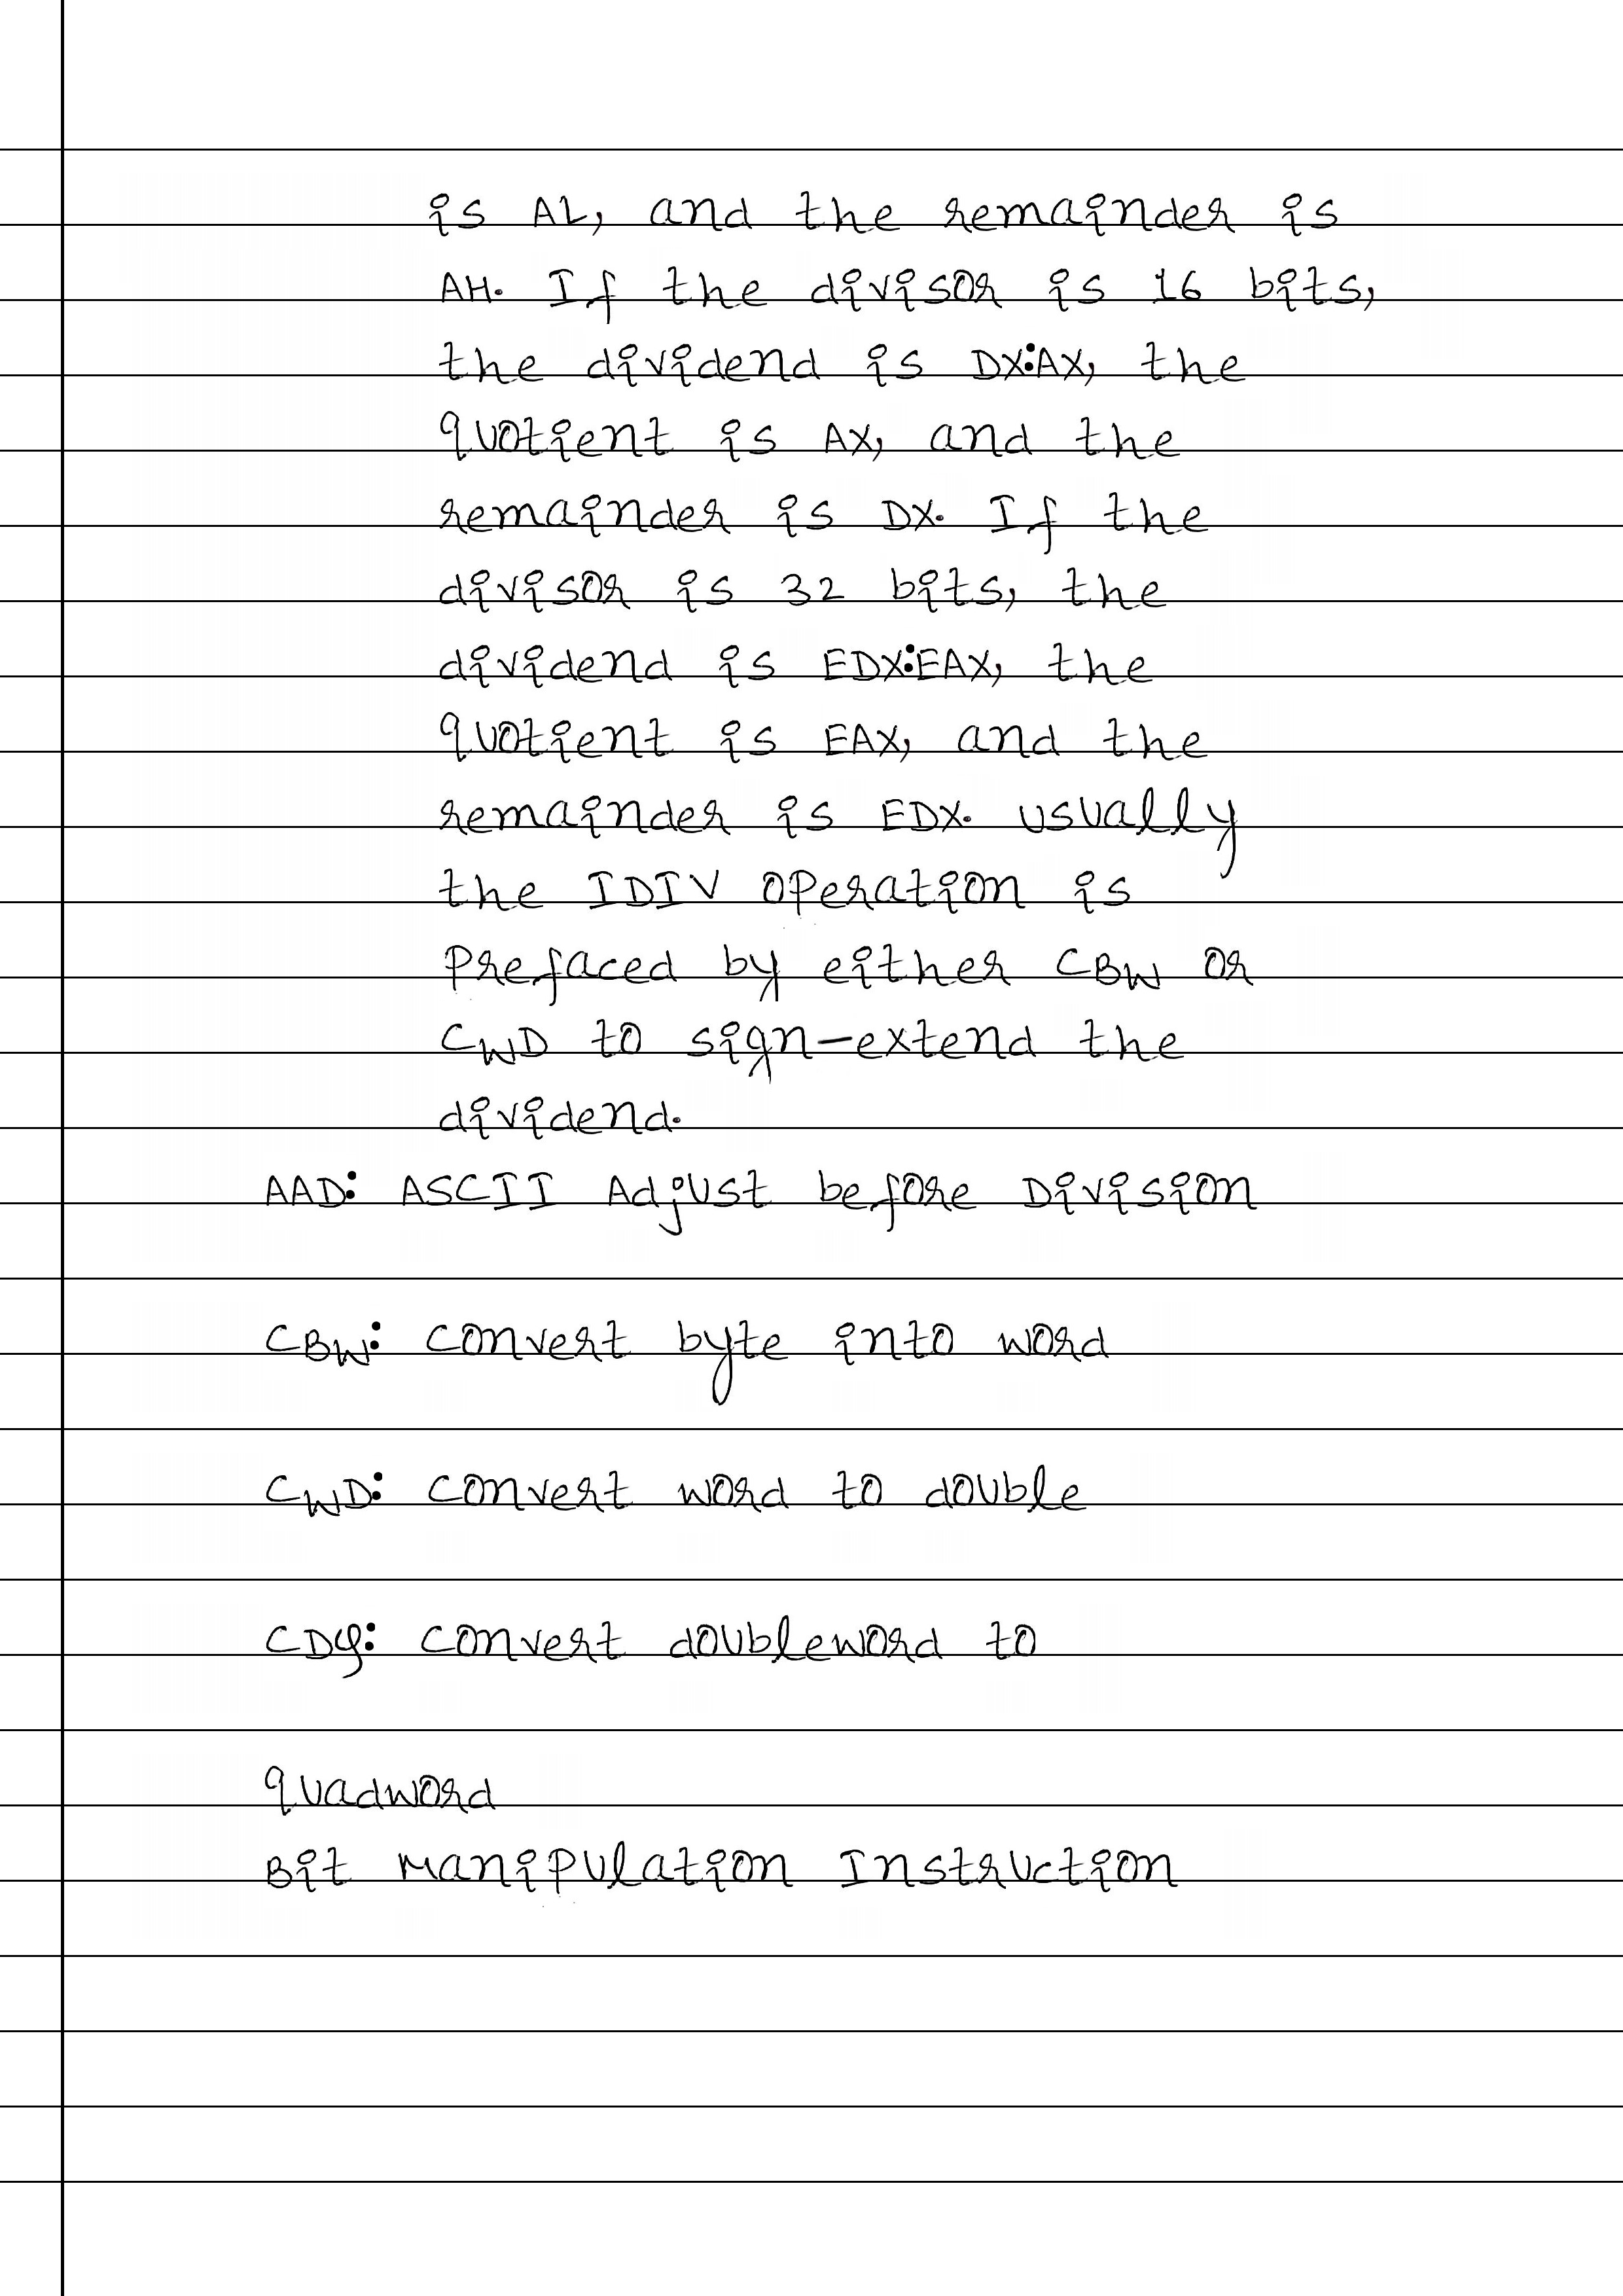 is AL, and the remainder is
AH. If the divisor is 16 bits,
the dividend is DX:AX, the
quotient is AX, and the
remainder is DX. If the
divisor is 32 bits, the
dividend is EDX:EAX, the
quotient is EAX, and the
remainder is EDX. usually
the IDIV operation is
prefaced by either CBW or
CWD to sign-extend the
dividend.
AAD: ASCII Adjust before Division
CBW: convert byte into word
CWD: convert word to double
CDQ: convert doubleword to
quadword
Bit Manipulation Instruction